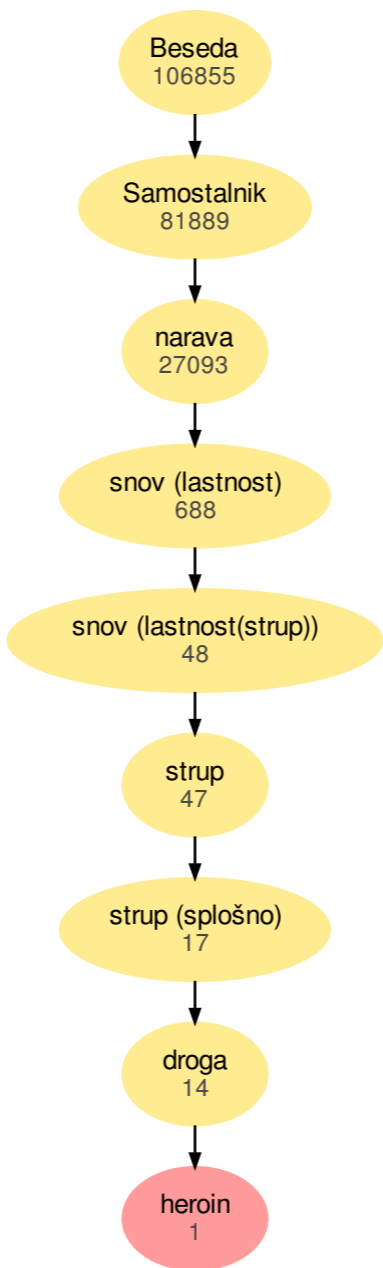 Beseda
106855
Samostalnik
81889
narava
27093
snov (lastnost)
688
snov (lastnost(strup))
48
strup
47
strup (splošno)
17
droga
14
heroin
1